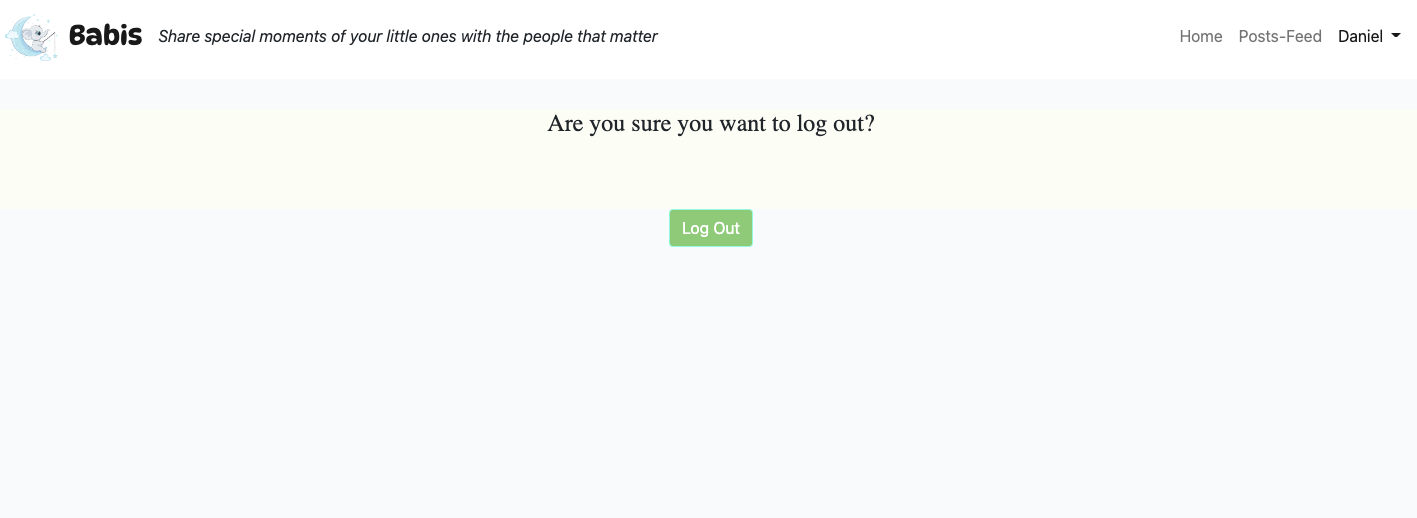 Babis Share special moments of your little ones with the people that matter Home Posts-Feed Daniel
Are you sure you want to log out?
Log Out